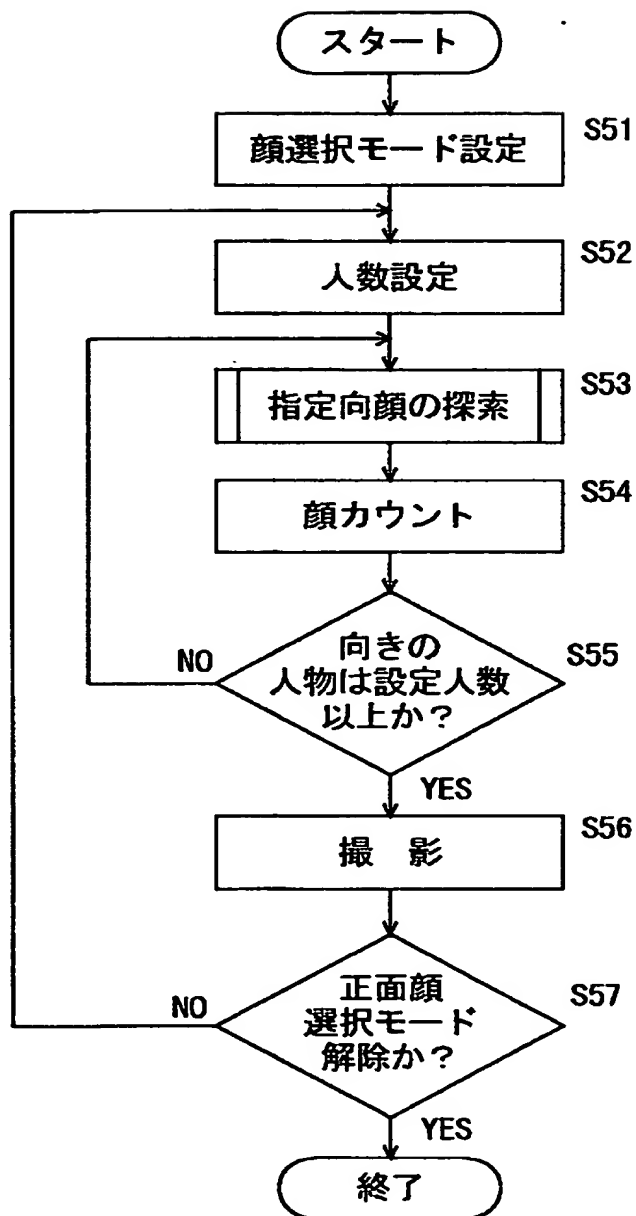 スタート
顔選択モード設定
S51
人数設定
S52
指定向顔の探索
S53
顔カウント
S54
向きの
人物は設定人数
以上か?
S55
NO
YES
撮 影
S56
正面顔
選択モード
解除か?
S57
NO
YES
終了